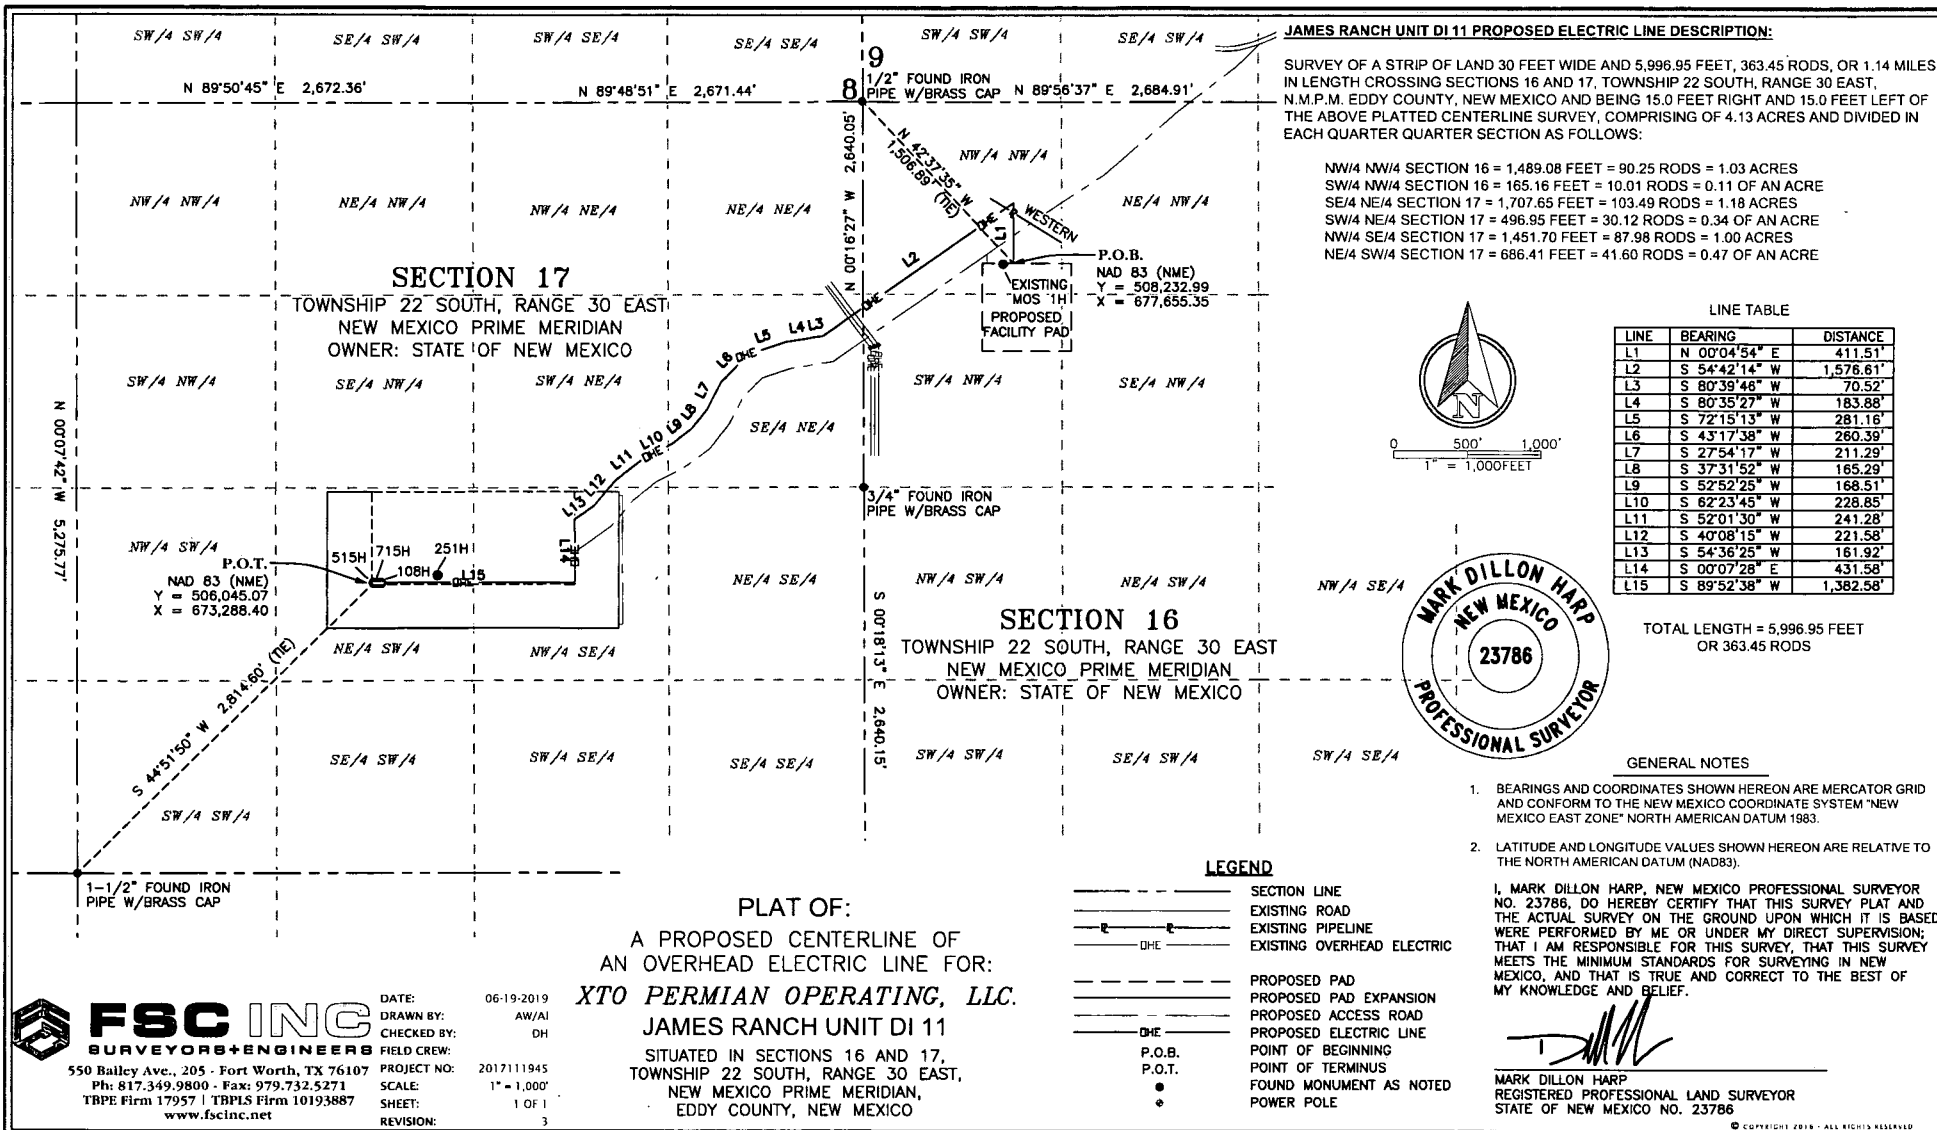 SW/4 SW/4
SE/4 SW/4
SW/4 SE/4
SE/4 SE/4
SW/4 SW/4
SE/4 SW/4
9
8
N 89°50'45" E 2,672.36'
N 89°48'51" E 2,671.44'
1/2" FOUND IRON
PIPE W/BRASS CAP
N 89°56'37" E 2,684.91'
N 00°16'27" W 2,640.05'
N 42°37'35" W
1,506.89' (TIE)
NW/4 NW/4
NW/4 NW/4
NE/4 NW/4
NW/4 NE/4
NE/4 NE/4
NE/4 NW/4
WESTERN
OHE
L1
L2
P.O.B.
NAD 83 (NME)
Y = 508,232.99
X = 677,655.35
EXISTING
MOS 1H
PROPOSED
FACILITY PAD
SECTION 17
TOWNSHIP 22 SOUTH, RANGE 30 EAST
NEW MEXICO PRIME MERIDIAN
OWNER: STATE OF NEW MEXICO
OHE
L3
L4
L5
OHE
L6
L7
L8
L9
L10
OHE
L11
L12
L13
L14
SW/4 NW/4
SE/4 NW/4
SW/4 NE/4
SE/4 NE/4
SW/4 NW/4
SE/4 NW/4
N 00°07'42" W 5,275.77'
3/4" FOUND IRON
PIPE W/BRASS CAP
NW/4 SW/4
P.O.T.
NAD 83 (NME)
Y = 506,045.07
X = 673,288.40
515H
715H
108H
251H
OHE
L15
NE/4 SW/4
NW/4 SE/4
NE/4 SE/4
NW/4 SW/4
NE/4 SW/4
NW/4 SE/4
S 00°18'13" E 2,640.15'
SECTION 16
TOWNSHIP 22 SOUTH, RANGE 30 EAST
NEW MEXICO PRIME MERIDIAN
OWNER: STATE OF NEW MEXICO
S 44°51'50" W 2,814.60' (TIE)
SW/4 SW/4
SE/4 SW/4
SW/4 SE/4
SE/4 SE/4
SW/4 SW/4
SE/4 SW/4
SW/4 SE/4
1-1/2" FOUND IRON
PIPE W/BRASS CAP
JAMES RANCH UNIT DI 11 PROPOSED ELECTRIC LINE DESCRIPTION:
SURVEY OF A STRIP OF LAND 30 FEET WIDE AND 5,996.95 FEET, 363.45 RODS, OR 1.14 MILES
IN LENGTH CROSSING SECTIONS 16 AND 17, TOWNSHIP 22 SOUTH, RANGE 30 EAST,
N.M.P.M. EDDY COUNTY, NEW MEXICO AND BEING 15.0 FEET RIGHT AND 15.0 FEET LEFT OF
THE ABOVE PLATTED CENTERLINE SURVEY, COMPRISING OF 4.13 ACRES AND DIVIDED IN
EACH QUARTER QUARTER SECTION AS FOLLOWS:
NW/4 NW/4 SECTION 16 = 1,489.08 FEET = 90.25 RODS = 1.03 ACRES
SW/4 NW/4 SECTION 16 = 165.16 FEET = 10.01 RODS = 0.11 OF AN ACRE
SE/4 NE/4 SECTION 17 = 1,707.65 FEET = 103.49 RODS = 1.18 ACRES
SW/4 NE/4 SECTION 17 = 496.95 FEET = 30.12 RODS = 0.34 OF AN ACRE
NW/4 SE/4 SECTION 17 = 1,451.70 FEET = 87.98 RODS = 1.00 ACRES
NE/4 SW/4 SECTION 17 = 686.41 FEET = 41.60 RODS = 0.47 OF AN ACRE
N
0 500' 1,000'
1" = 1,000FEET
LINE TABLE
LINE BEARING DISTANCE
L1 N 00°04'54" E 411.51'
L2 S 54°42'14" W 1,576.61'
L3 S 80°39'46" W 70.52'
L4 S 80°35'27" W 183.88'
L5 S 72°15'13" W 281.16'
L6 S 43°17'38" W 260.39'
L7 S 27°54'17" W 211.29'
L8 S 37°31'52" W 165.29'
L9 S 52°52'25" W 168.51'
L10 S 62°23'45" W 228.85'
L11 S 52°01'30" W 241.28'
L12 S 40°08'15" W 221.58'
L13 S 54°36'25" W 161.92'
L14 S 00°07'28" E 431.58'
L15 S 89°52'38" W 1,382.58'
TOTAL LENGTH = 5,996.95 FEET
OR 363.45 RODS
MARK DILLON HARP
NEW MEXICO
23786
PROFESSIONAL SURVEYOR
GENERAL NOTES
1. BEARINGS AND COORDINATES SHOWN HEREON ARE MERCATOR GRID
AND CONFORM TO THE NEW MEXICO COORDINATE SYSTEM "NEW
MEXICO EAST ZONE" NORTH AMERICAN DATUM 1983.
2. LATITUDE AND LONGITUDE VALUES SHOWN HEREON ARE RELATIVE TO
THE NORTH AMERICAN DATUM (NAD83).
I, MARK DILLON HARP, NEW MEXICO PROFESSIONAL SURVEYOR
NO. 23786, DO HEREBY CERTIFY THAT THIS SURVEY PLAT AND
THE ACTUAL SURVEY ON THE GROUND UPON WHICH IT IS BASED
WERE PERFORMED BY ME OR UNDER MY DIRECT SUPERVISION;
THAT I AM RESPONSIBLE FOR THIS SURVEY, THAT THIS SURVEY
MEETS THE MINIMUM STANDARDS FOR SURVEYING IN NEW
MEXICO, AND THAT IS TRUE AND CORRECT TO THE BEST OF
MY KNOWLEDGE AND BELIEF.
MARK DILLON HARP
REGISTERED PROFESSIONAL LAND SURVEYOR
STATE OF NEW MEXICO NO. 23786
© COPYRIGHT 2016 - ALL RIGHTS RESERVED
LEGEND
SECTION LINE
EXISTING ROAD
EXISTING PIPELINE
OHE EXISTING OVERHEAD ELECTRIC
PROPOSED PAD
PROPOSED PAD EXPANSION
PROPOSED ACCESS ROAD
OHE PROPOSED ELECTRIC LINE
P.O.B. POINT OF BEGINNING
P.O.T. POINT OF TERMINUS
FOUND MONUMENT AS NOTED
POWER POLE
PLAT OF:
A PROPOSED CENTERLINE OF
AN OVERHEAD ELECTRIC LINE FOR:
XTO PERMIAN OPERATING, LLC.
JAMES RANCH UNIT DI 11
SITUATED IN SECTIONS 16 AND 17,
TOWNSHIP 22 SOUTH, RANGE 30 EAST,
NEW MEXICO PRIME MERIDIAN,
EDDY COUNTY, NEW MEXICO
FSC INC
SURVEYORS+ENGINEERS
550 Bailey Ave., 205 - Fort Worth, TX 76107
Ph: 817.349.9800 - Fax: 979.732.5271
TBPE Firm 17957 | TBPLS Firm 10193887
www.fscinc.net
DATE: 06-19-2019
DRAWN BY: AW/AI
CHECKED BY: DH
FIELD CREW:
PROJECT NO: 2017111945
SCALE: 1" = 1,000'
SHEET: 1 OF 1
REVISION: 3